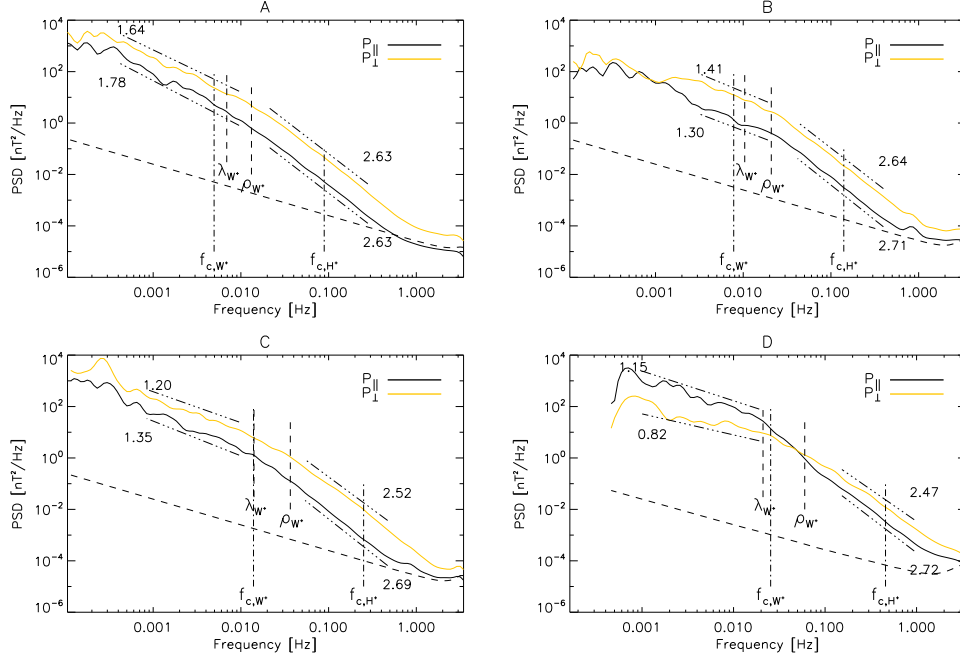 A
PSD [nT²/Hz]
10⁴
10²
10⁰
10⁻²
10⁻⁴
10⁻⁶
1.64
1.78
2.63
2.63
P∥
P⊥
λW⁺
ρW⁺
fc,W⁺
fc,H⁺
0.001
0.010
0.100
1.000
Frequency [Hz]
B
PSD [nT²/Hz]
10⁴
10²
10⁰
10⁻²
10⁻⁴
10⁻⁶
1.41
1.30
2.64
2.71
P∥
P⊥
λW⁺
ρW⁺
fc,W⁺
fc,H⁺
0.001
0.010
0.100
1.000
Frequency [Hz]
C
PSD [nT²/Hz]
10⁴
10²
10⁰
10⁻²
10⁻⁴
10⁻⁶
1.20
1.35
2.52
2.69
P∥
P⊥
λW⁺
ρW⁺
fc,W⁺
fc,H⁺
0.001
0.010
0.100
1.000
Frequency [Hz]
D
PSD [nT²/Hz]
10⁴
10²
10⁰
10⁻²
10⁻⁴
10⁻⁶
1.15
0.82
2.47
2.72
P∥
P⊥
λW⁺
ρW⁺
fc,W⁺
fc,H⁺
0.001
0.010
0.100
1.000
Frequency [Hz]